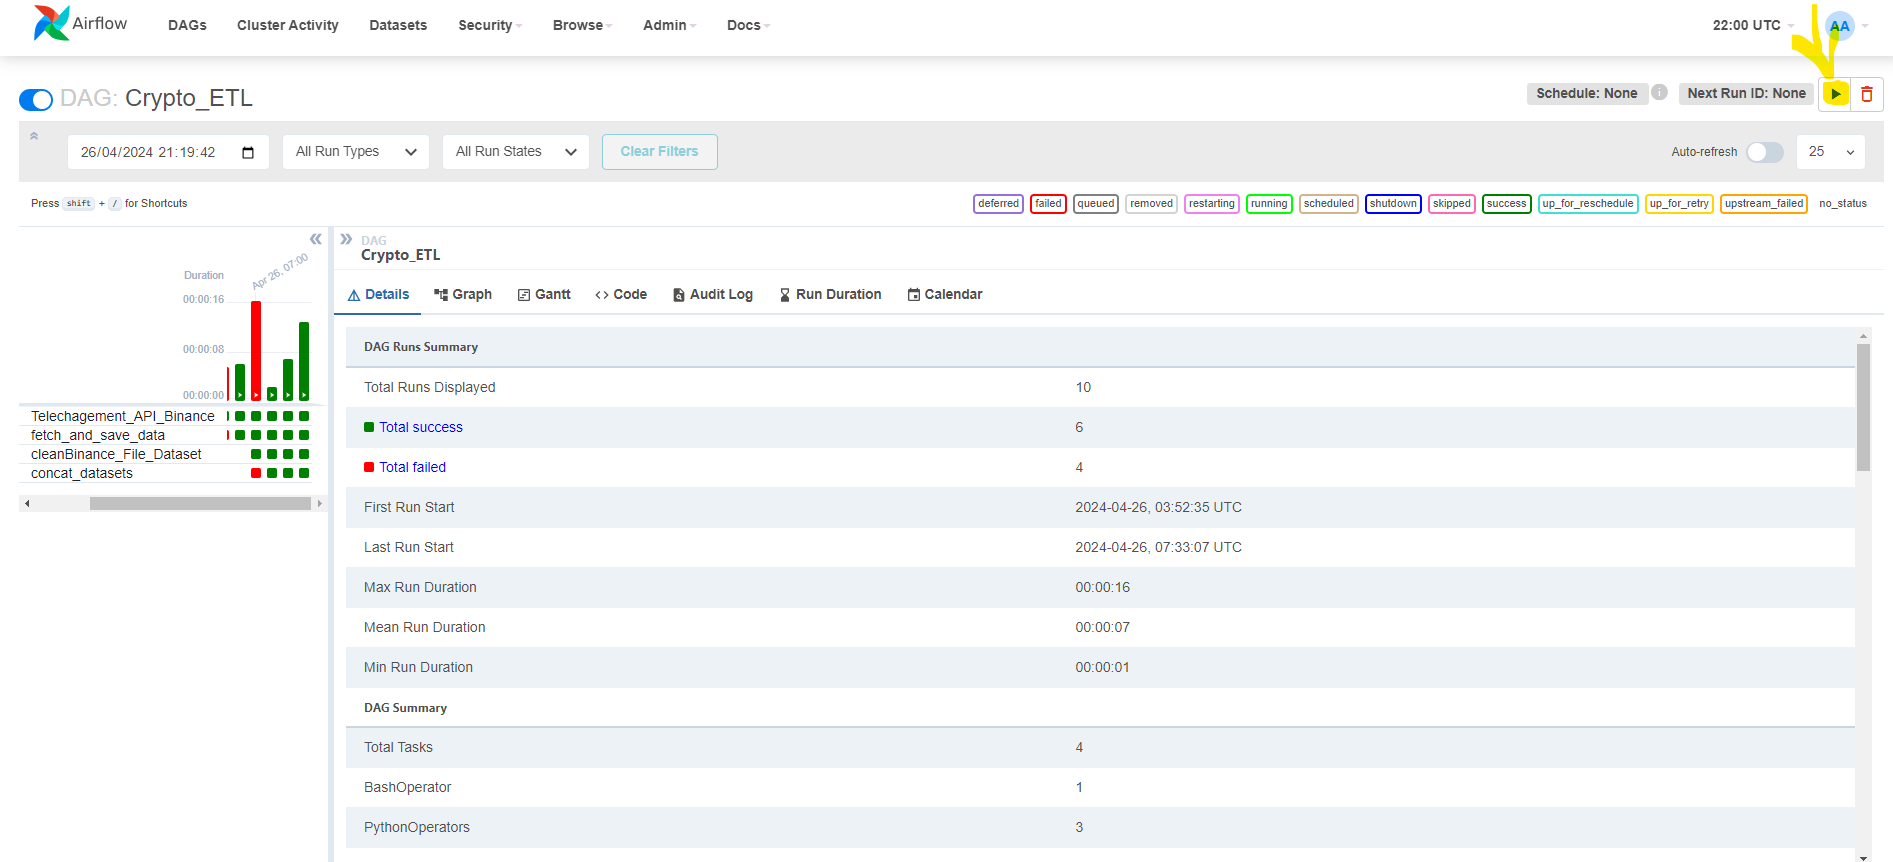 Airflow DAGs Cluster Activity Datasets Security Browse Admin Docs 22:00 UTC AA
DAG: Crypto_ETL Schedule: None i Next Run ID: None
26/04/2024 21:19:42 All Run Types All Run States Clear Filters Auto-refresh 25
Press shift + / for Shortcuts deferred failed queued removed restarting running scheduled shutdown skipped success up_for_reschedule up_for_retry upstream_failed no_status
Duration
Apr 26, 07:00
00:00:16
00:00:08
00:00:00
Telechagement_API_Binance
fetch_and_save_data
cleanBinance_File_Dataset
concat_datasets
DAG
Crypto_ETL
Details Graph Gantt Code Audit Log Run Duration Calendar
DAG Runs Summary
Total Runs Displayed 10
Total success 6
Total failed 4
First Run Start 2024-04-26, 03:52:35 UTC
Last Run Start 2024-04-26, 07:33:07 UTC
Max Run Duration 00:00:16
Mean Run Duration 00:00:07
Min Run Duration 00:00:01
DAG Summary
Total Tasks 4
BashOperator 1
PythonOperators 3